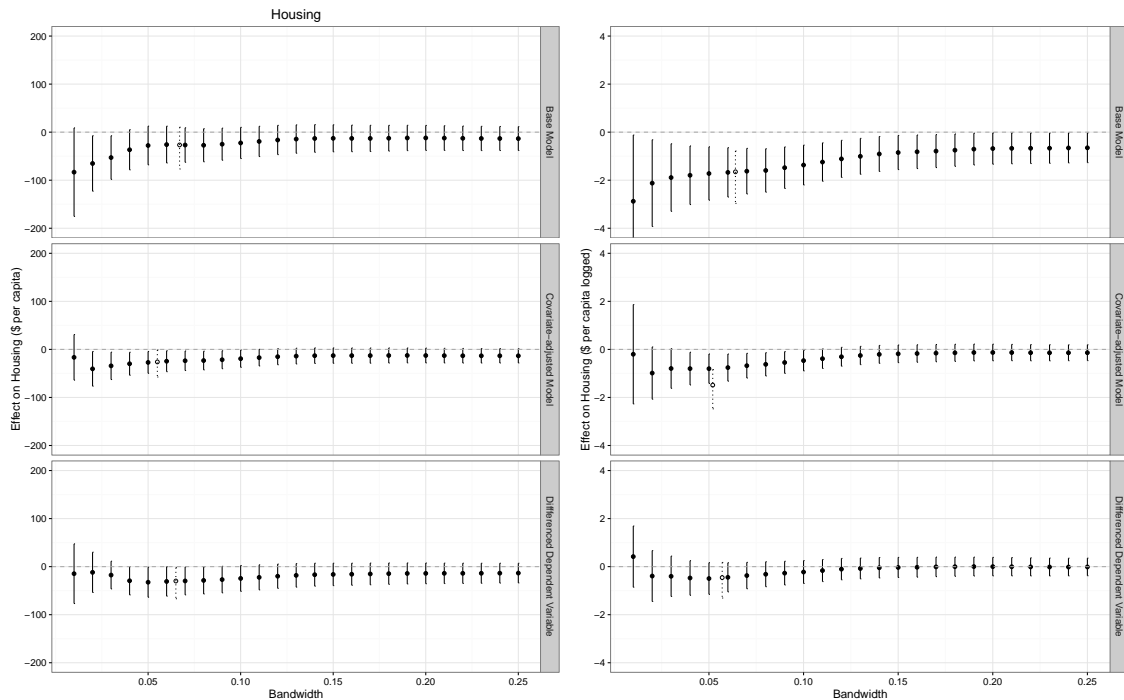 Housing
200
100
0
−100
−200
Base Model
4
2
0
−2
−4
Base Model
Effect on Housing ($ per capita)
200
100
0
−100
−200
Covariate−adjusted Model
Effect on Housing ($ per capita logged)
4
2
0
−2
−4
Covariate−adjusted Model
200
100
0
−100
−200
Diffferenced Dependent Variable
4
2
0
−2
−4
Diffferenced Dependent Variable
0.05 0.10 0.15 0.20 0.25
Bandwidth
0.05 0.10 0.15 0.20 0.25
Bandwidth